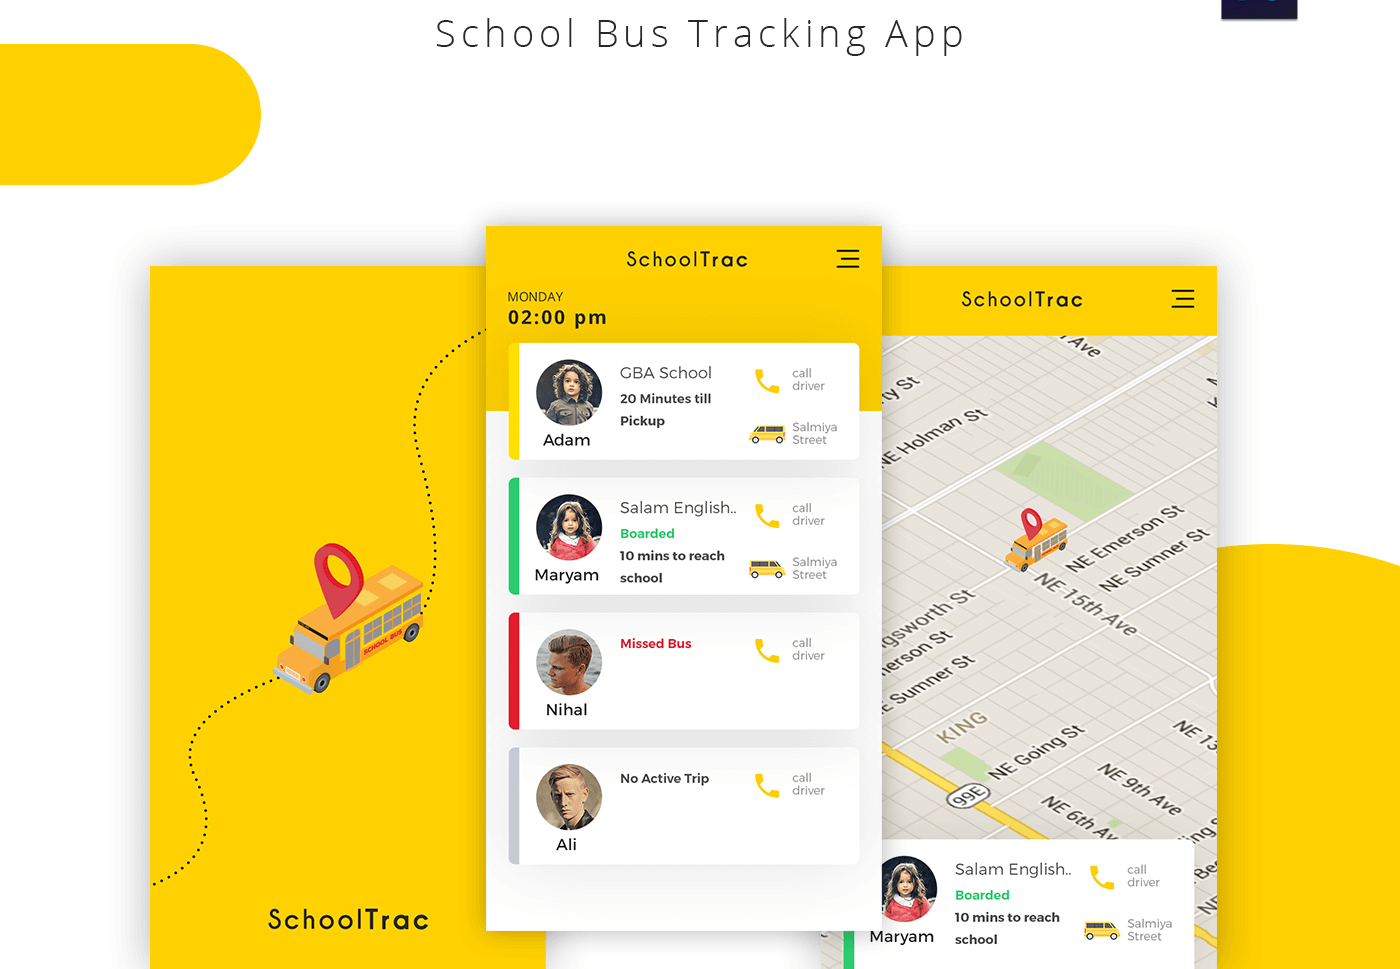 School Bus Tracking App
SchoolTrac
MONDAY
02:00 pm
GBA School
20 Minutes till
Pickup
call
driver
Salmiya
Street
Adam
Salam English..
Boarded
10 mins to reach
school
call
driver
Salmiya
Street
Maryam
Missed Bus
call
driver
Nihal
No Active Trip
call
driver
Ali
SCHOOL BUS
SchoolTrac
SchoolTrac
Ave
ry St
NE Holman St
NE Emerson St
NE Sumner St
NE 15th Ave
ngsworth St
nerson St
E Sumner St
KING
NE Going St
NE 13
99E
NE 9th Ave
NE 6th Av
ing
Be
Salam English..
Boarded
10 mins to reach
school
call
driver
Salmiya
Street
Maryam